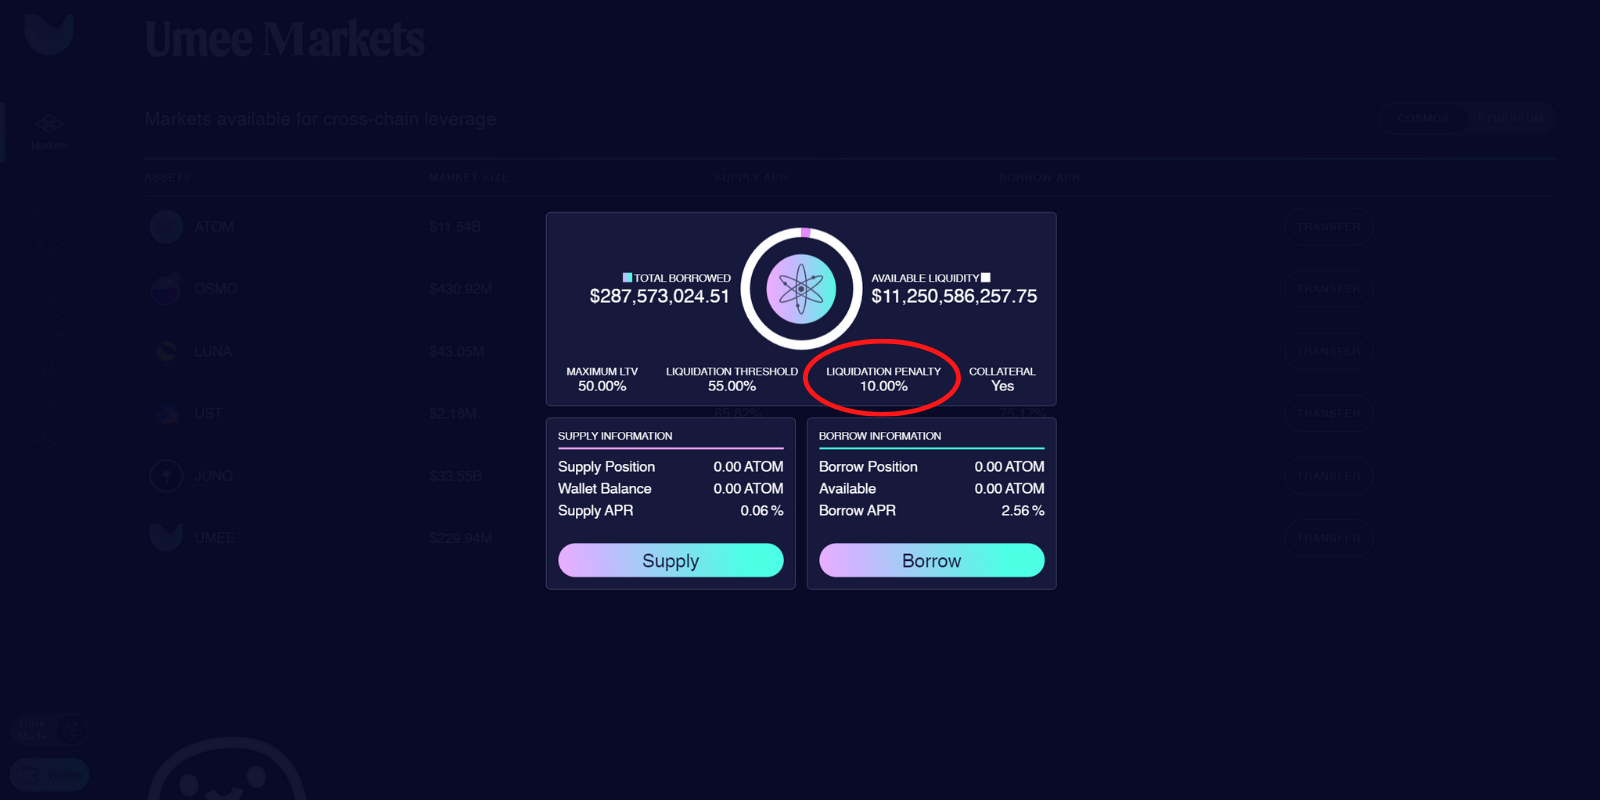 Umee Markets
Markets available for cross-chain leverage
COSMOS ETHEREUM
Markets
ASSETS MARKET SIZE SUPPLY APR BORROW APR
ATOM $11.54B TRANSFER
OSMO $430.92M TRANSFER
LUNA $43.05M TRANSFER
UST $2.18M 65.82% 75.17% TRANSFER
JUNO $33.55B TRANSFER
UMEE $229.94M TRANSFER
TOTAL BORROWED
$287,573,024.51
AVAILABLE LIQUIDITY
$11,250,586,257.75
MAXIMUM LTV LIQUIDATION THRESHOLD LIQUIDATION PENALTY COLLATERAL
50.00% 55.00% 10.00% Yes
SUPPLY INFORMATION
Supply Position 0.00 ATOM
Wallet Balance 0.00 ATOM
Supply APR 0.06 %
Supply
BORROW INFORMATION
Borrow Position 0.00 ATOM
Available 0.00 ATOM
Borrow APR 2.56 %
Borrow
Dark
Mode